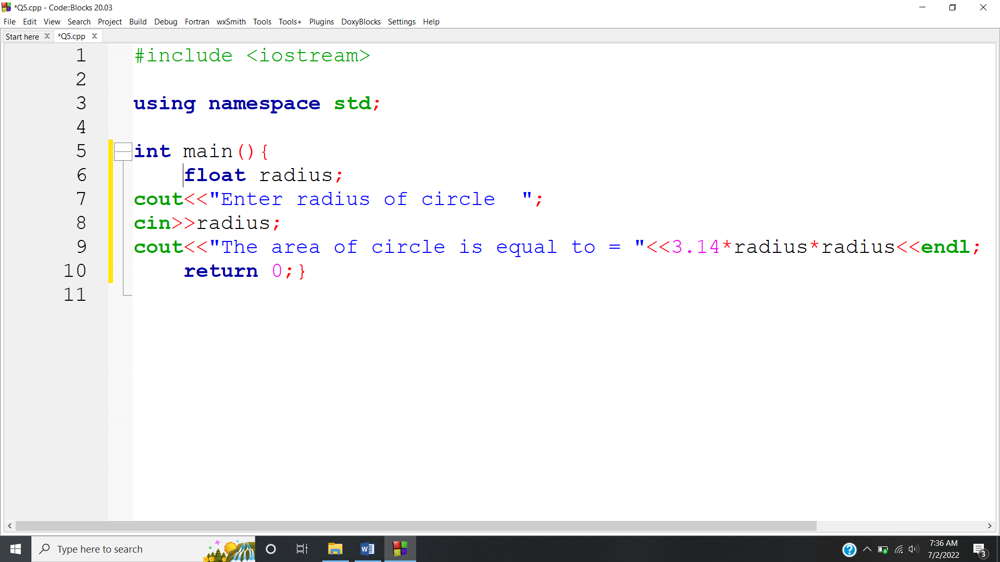 *Q5.cpp - Code::Blocks 20.03
File Edit View Search Project Build Debug Fortran wxSmith Tools Tools+ Plugins DoxyBlocks Settings Help
Start here X *Q5.cpp X
1 #include <iostream>
2
3 using namespace std;
4
5 int main(){
6     float radius;
7 cout<<"Enter radius of circle  ";
8 cin>>radius;
9 cout<<"The area of circle is equal to = "<<3.14*radius*radius<<endl;
10     return 0;}
11
Type here to search
7:36 AM
7/2/2022
3